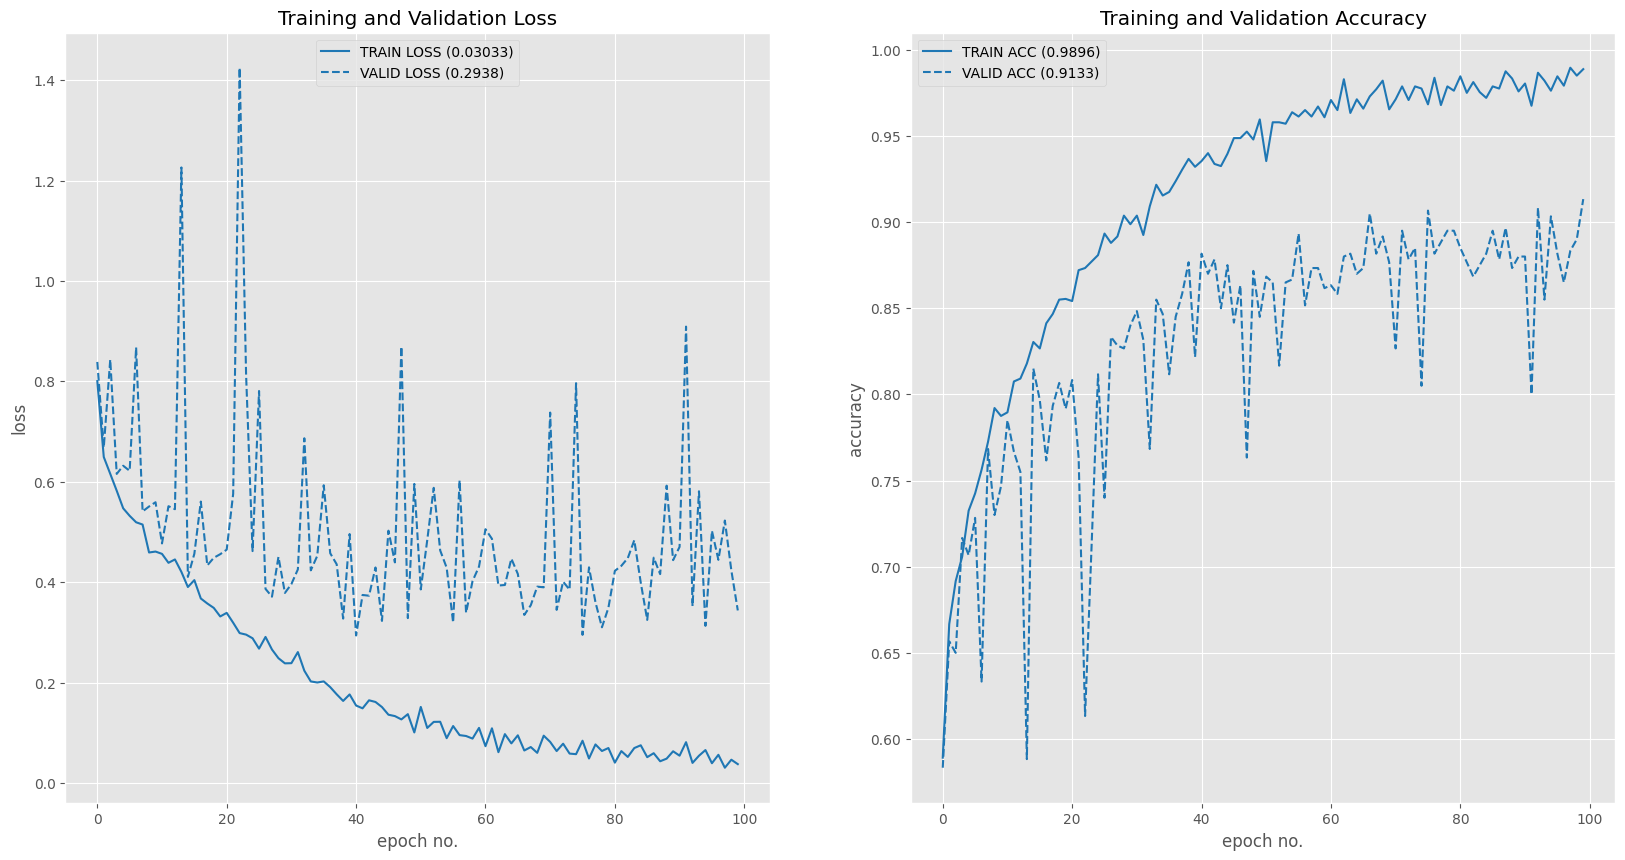 Training and Validation Loss
TRAIN LOSS (0.03033)
VALID LOSS (0.2938)
1.4
1.2
1.0
0.8
0.6
0.4
0.2
0.0
loss
0 20 40 60 80 100
epoch no.
Training and Validation Accuracy
TRAIN ACC (0.9896)
VALID ACC (0.9133)
1.00
0.95
0.90
0.85
0.80
0.75
0.70
0.65
0.60
accuracy
0 20 40 60 80 100
epoch no.